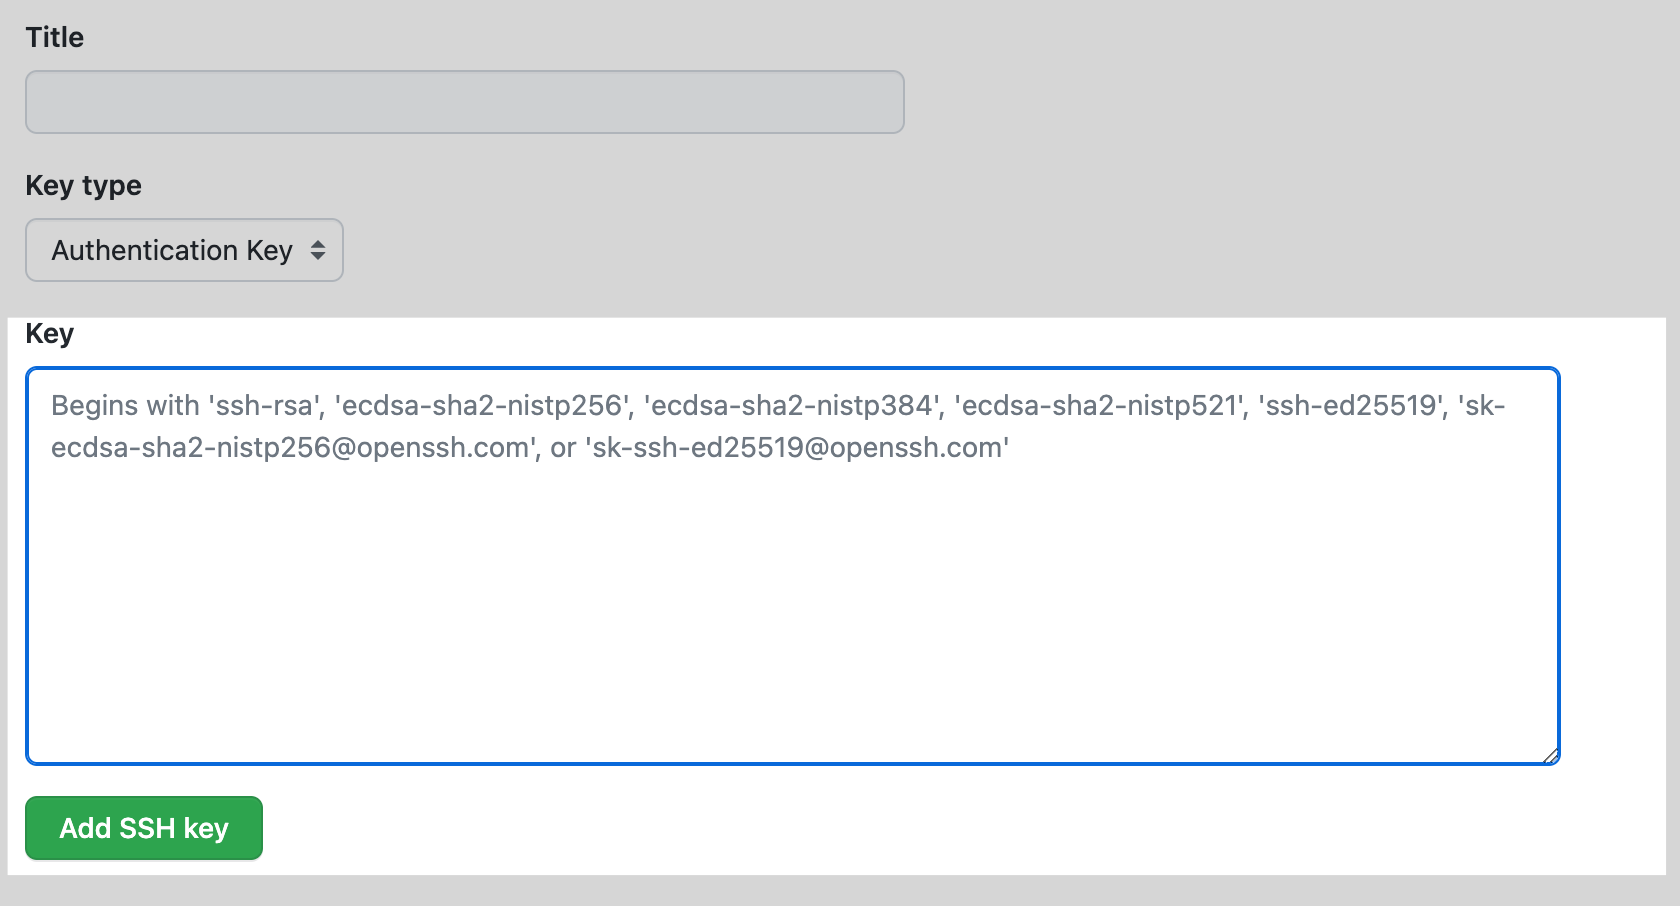 Title
Key type
Authentication Key
Key
Begins with 'ssh-rsa', 'ecdsa-sha2-nistp256', 'ecdsa-sha2-nistp384', 'ecdsa-sha2-nistp521', 'ssh-ed25519', 'sk-
ecdsa-sha2-nistp256@openssh.com', or 'sk-ssh-ed25519@openssh.com'
Add SSH key